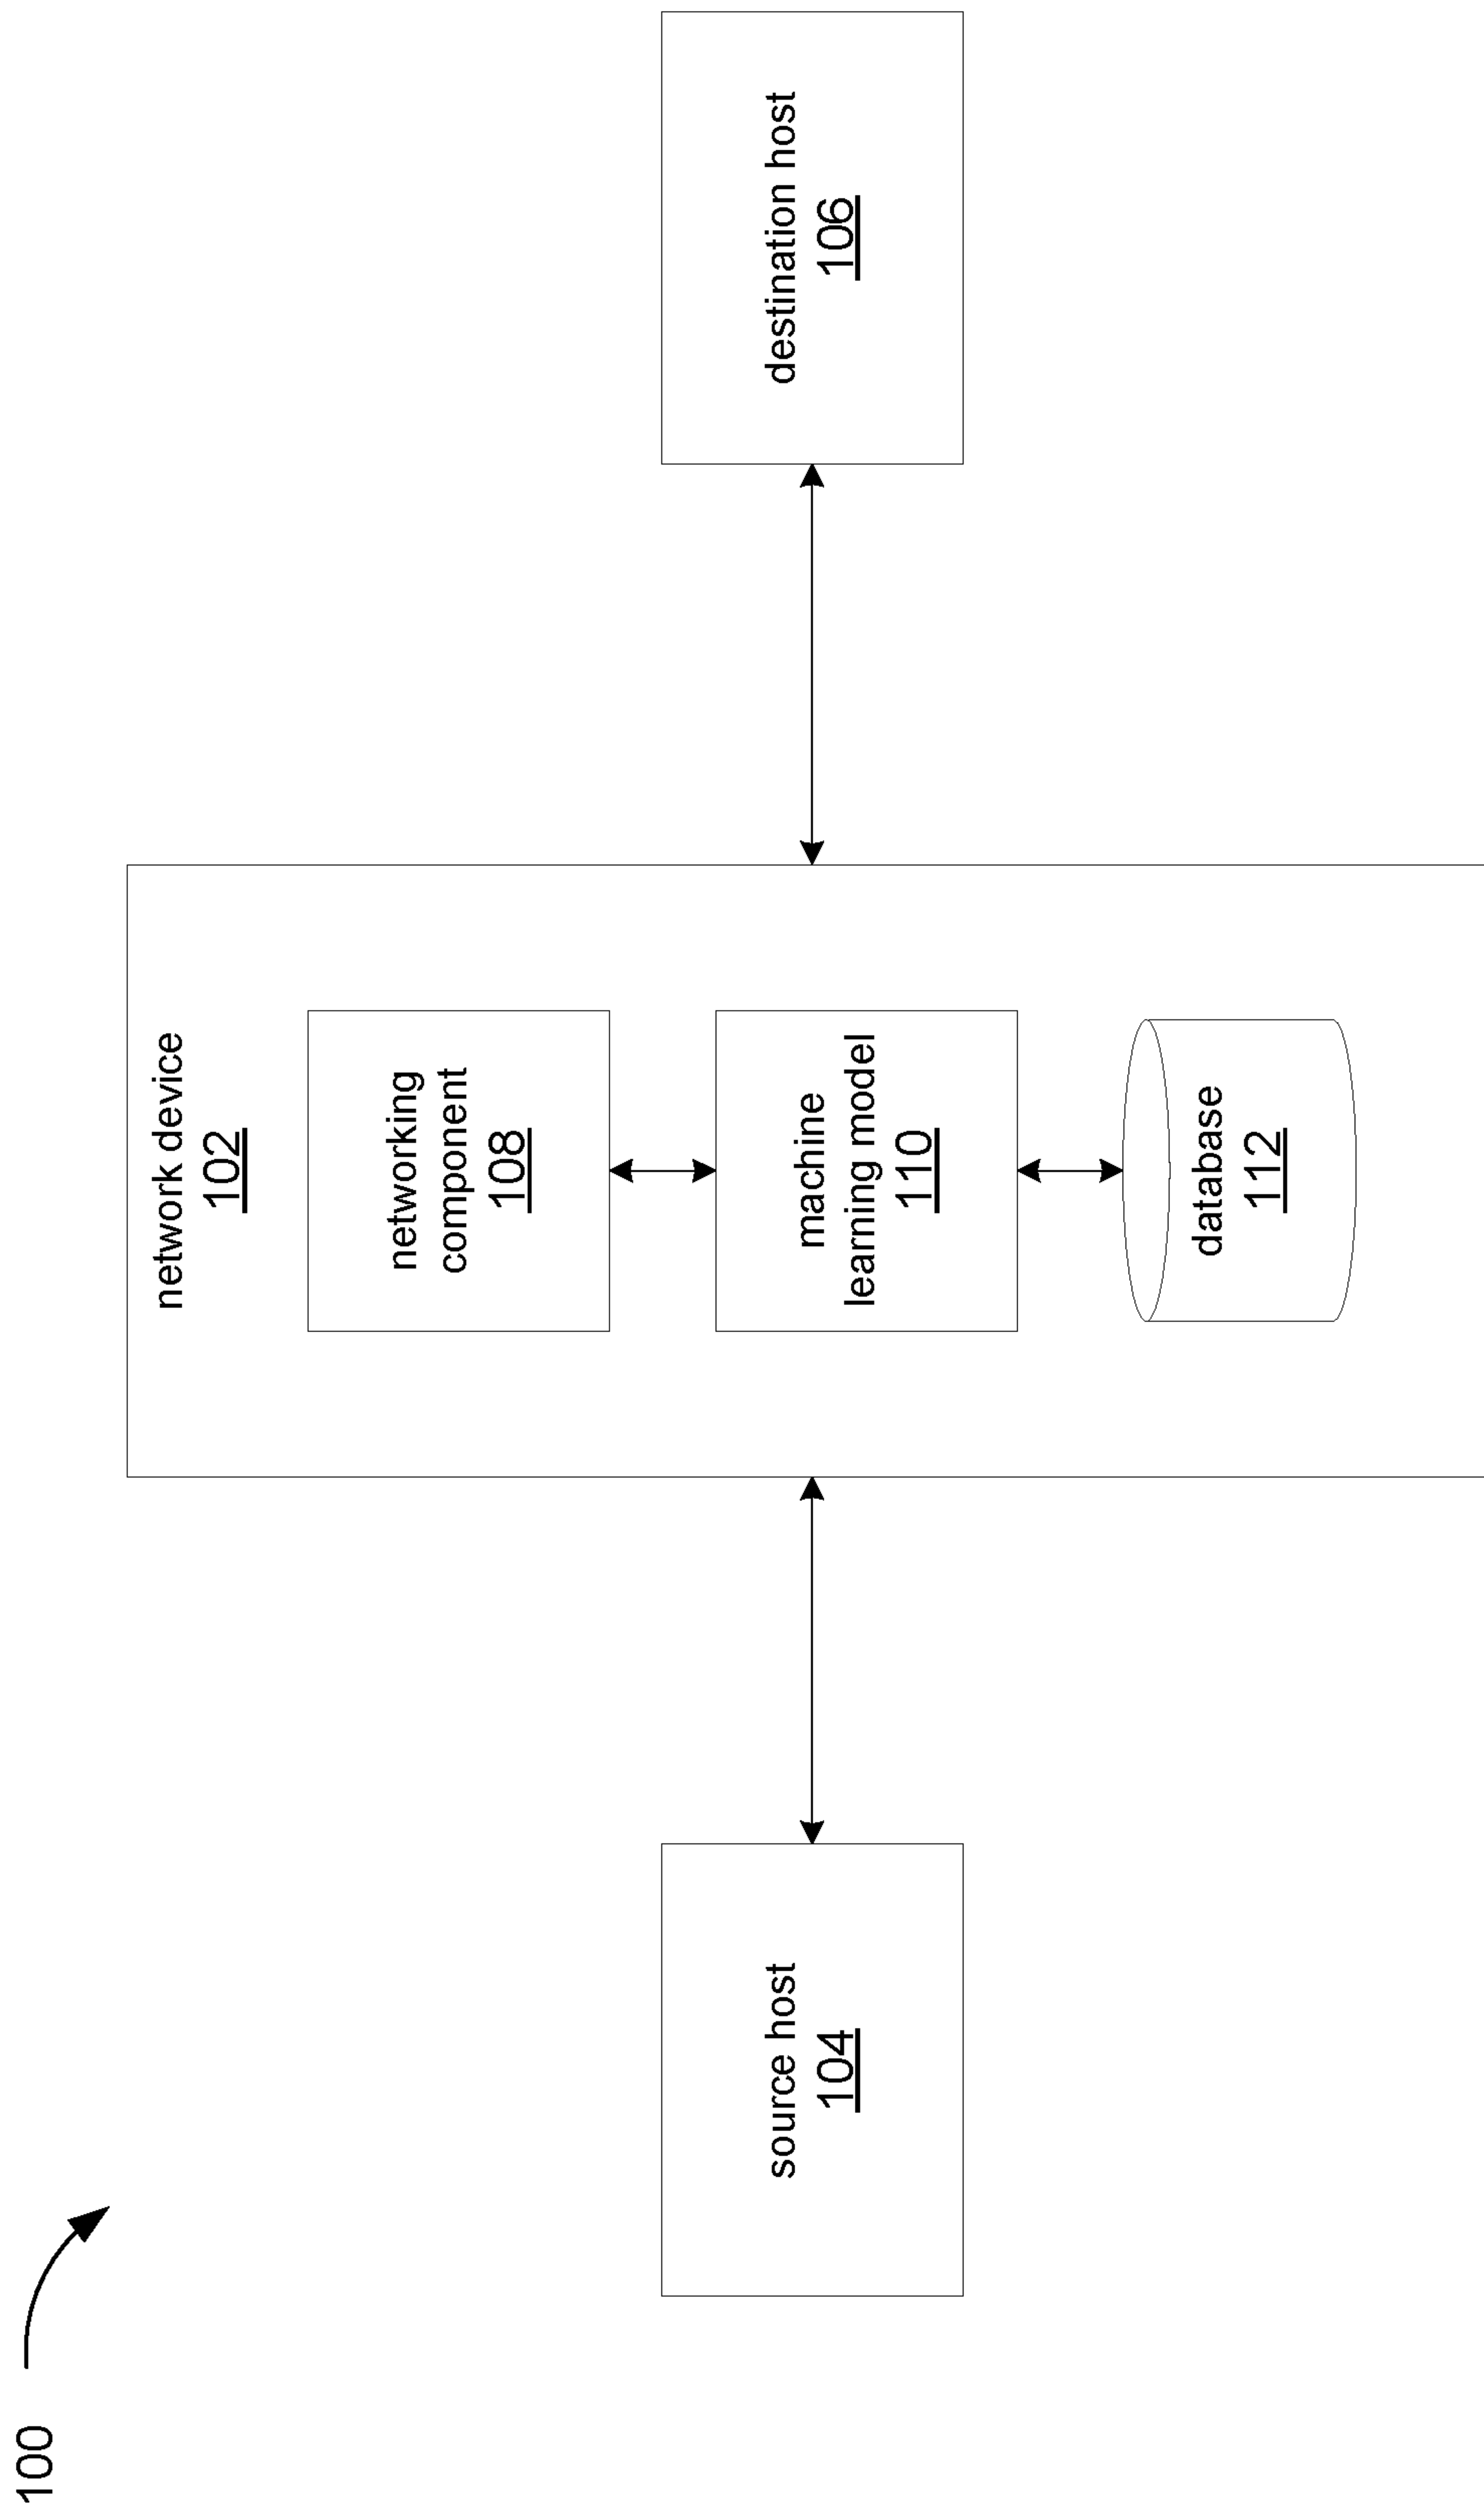 100
network device
102
source host
104
networking
component
108
machine
learning model
110
database
112
destination host
106